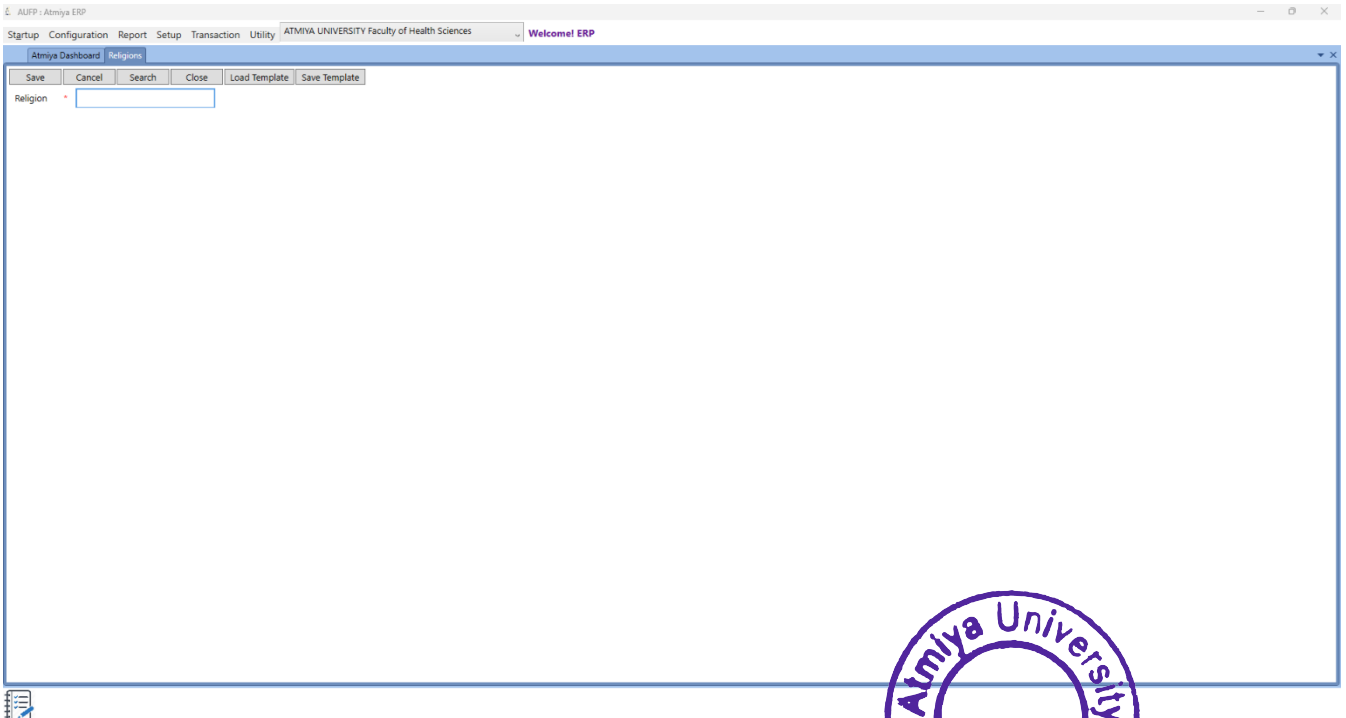 AUFP : Atmiya ERP
Startup Configuration Report Setup Transaction Utility ATMIYA UNIVERSITY Faculty of Health Sciences Welcome! ERP
Atmiya Dashboard Religions
Save Cancel Search Close Load Template Save Template
Religion *
Atmiya University